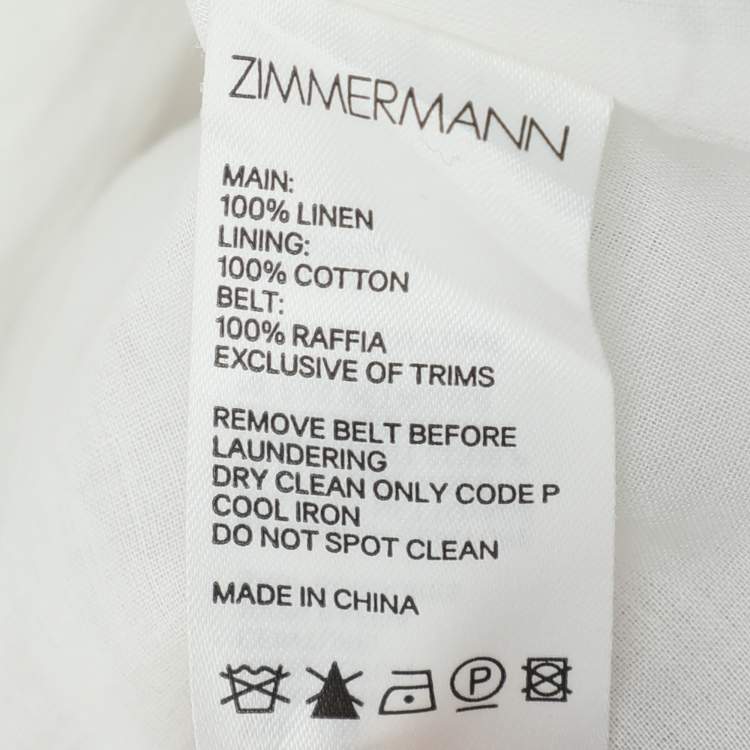 ZIMMERMANN
MAIN:
100% LINEN
LINING:
100% COTTON
BELT:
100% RAFFIA
EXCLUSIVE OF TRIMS
REMOVE BELT BEFORE
LAUNDERING
DRY CLEAN ONLY CODE P
COOL IRON
DO NOT SPOT CLEAN
MADE IN CHINA
P